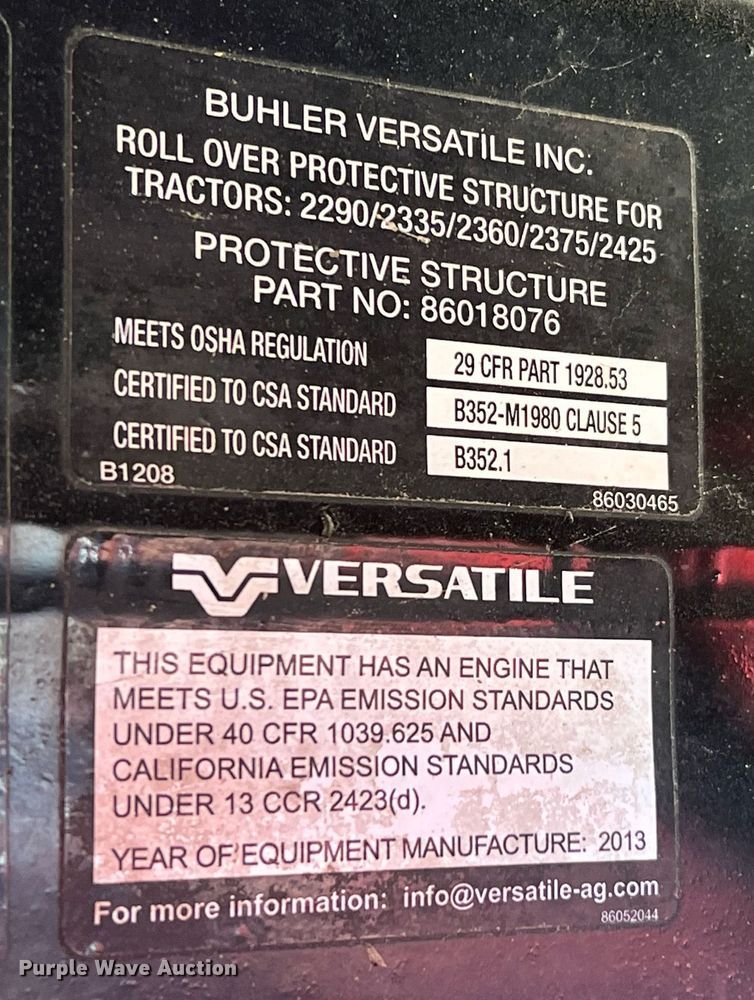 BUHLER VERSATILE INC.
ROLL OVER PROTECTIVE STRUCTURE FOR
TRACTORS: 2290/2335/2360/2375/2425
PROTECTIVE STRUCTURE
PART NO: 86018076
MEETS OSHA REGULATION 29 CFR PART 1928.53
CERTIFIED TO CSA STANDARD B352-M1980 CLAUSE 5
CERTIFIED TO CSA STANDARD B352.1
B1208 86030465
VERSATILE
THIS EQUIPMENT HAS AN ENGINE THAT
MEETS U.S. EPA EMISSION STANDARDS
UNDER 40 CFR 1039.625 AND
CALIFORNIA EMISSION STANDARDS
UNDER 13 CCR 2423(d).
YEAR OF EQUIPMENT MANUFACTURE: 2013
For more information: info@versatile-ag.com
86052044
Purple Wave Auction